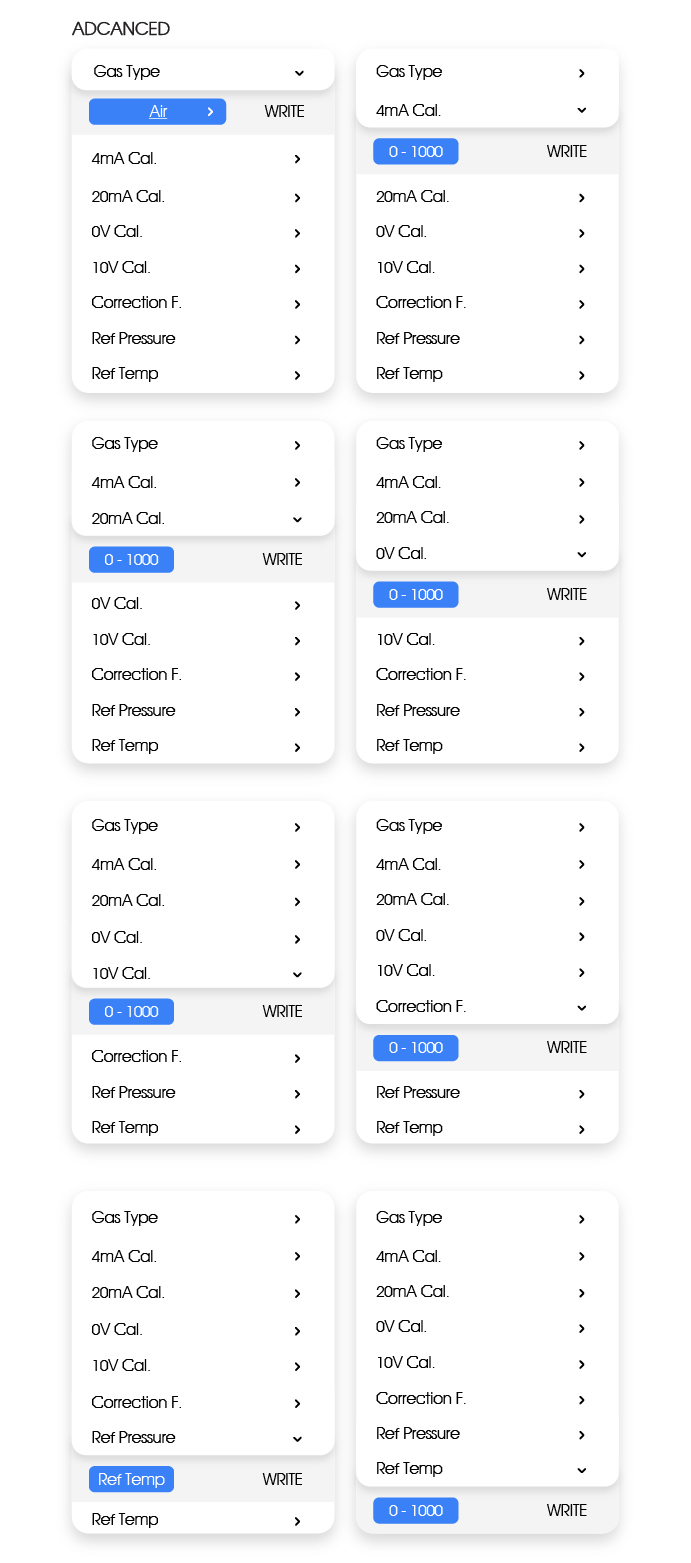 ADCANCED
Gas Type
Air
WRITE
4mA Cal.
20mA Cal.
0V Cal.
10V Cal.
Correction F.
Ref Pressure
Ref Temp
Gas Type
4mA Cal.
0 - 1000
WRITE
20mA Cal.
0V Cal.
10V Cal.
Correction F.
Ref Pressure
Ref Temp
Gas Type
4mA Cal.
20mA Cal.
0 - 1000
WRITE
0V Cal.
10V Cal.
Correction F.
Ref Pressure
Ref Temp
Gas Type
4mA Cal.
20mA Cal.
0V Cal.
0 - 1000
WRITE
10V Cal.
Correction F.
Ref Pressure
Ref Temp
Gas Type
4mA Cal.
20mA Cal.
0V Cal.
10V Cal.
0 - 1000
WRITE
Correction F.
Ref Pressure
Ref Temp
Gas Type
4mA Cal.
20mA Cal.
0V Cal.
10V Cal.
Correction F.
0 - 1000
WRITE
Ref Pressure
Ref Temp
Gas Type
4mA Cal.
20mA Cal.
0V Cal.
10V Cal.
Correction F.
Ref Pressure
Ref Temp
WRITE
Ref Temp
Gas Type
4mA Cal.
20mA Cal.
0V Cal.
10V Cal.
Correction F.
Ref Pressure
Ref Temp
0 - 1000
WRITE